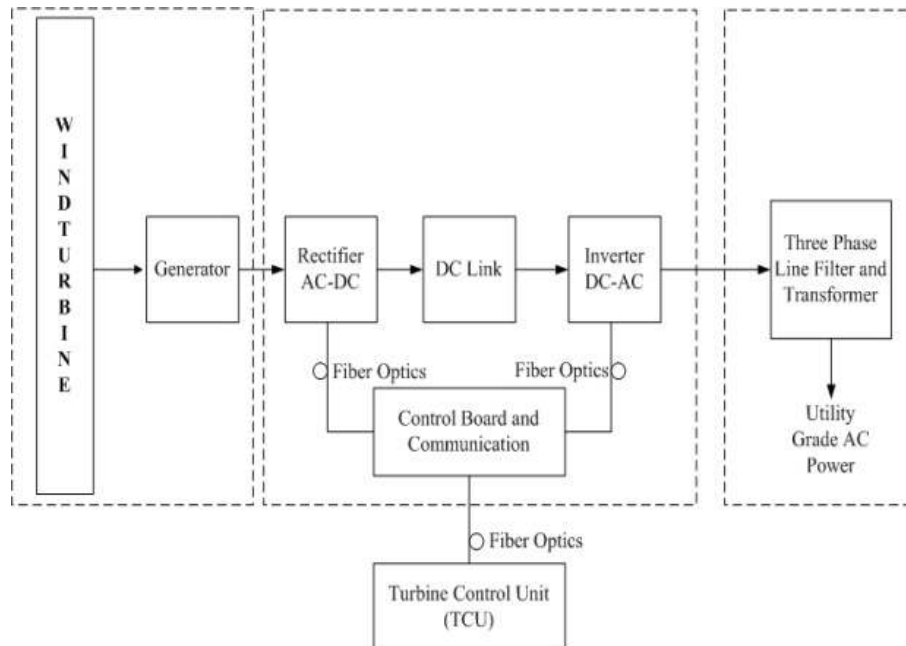 WINDTURBINE
Generator
Rectifier
AC-DC
DC Link
Inverter
DC-AC
Three Phase
Line Filter and
Transformer
Fiber Optics
Fiber Optics
Control Board and
Communication
Utility
Grade AC
Power
Fiber Optics
Turbine Control Unit
(TCU)